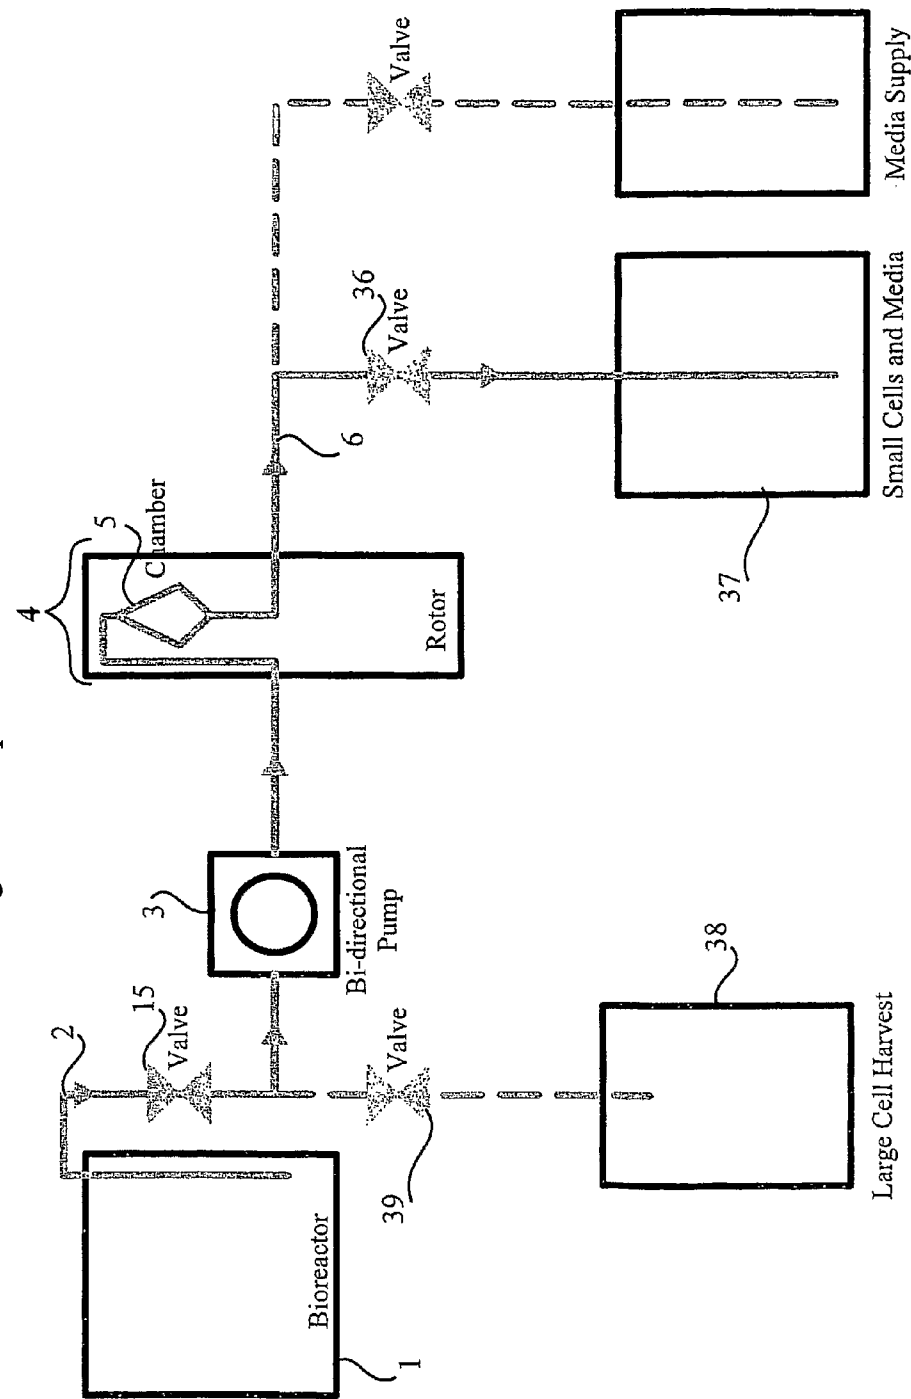 Bioreactor
1
2
15
Valve
39
Valve
Large Cell Harvest
38
3
Bi-directional
Pump
4
5
Chamber
Rotor
6
36
Valve
37
Small Cells and Media
Valve
Media Supply